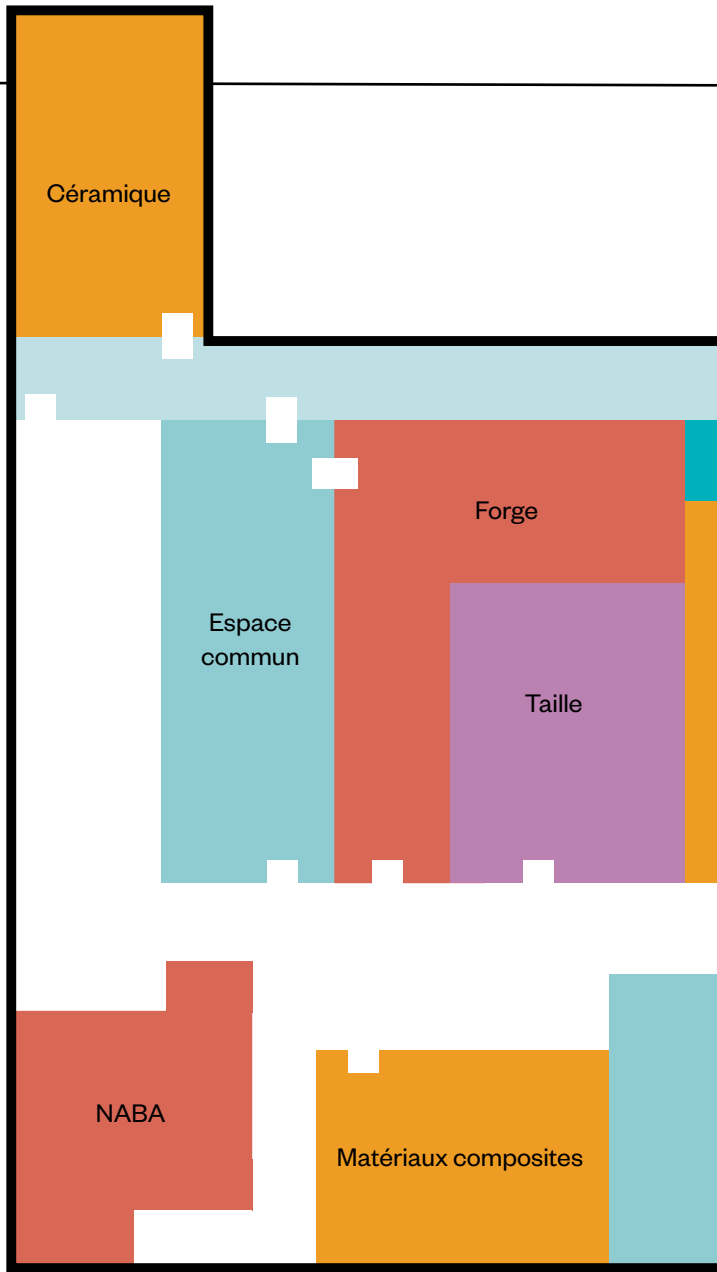 Céramique
Forge
Espace
commun
Taille
NABA
Matériaux composites